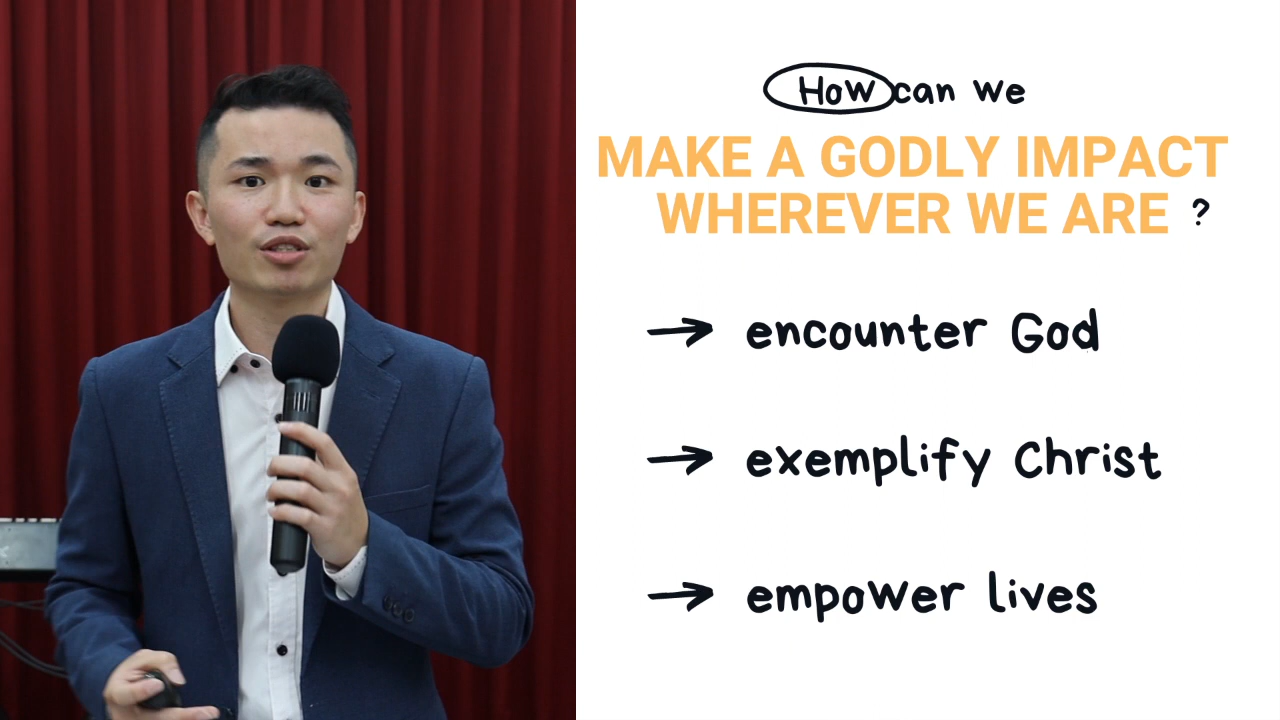 How can we
MAKE A GODLY IMPACT
WHEREVER WE ARE ?
→ encounter God
→ exemplify Christ
→ empower lives